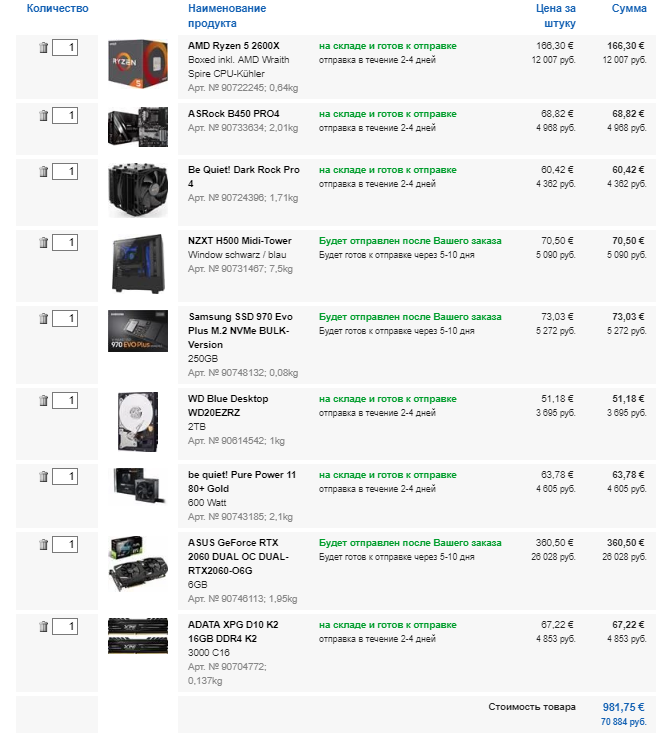 Количество
Наименование продукта
Цена за штуку
Сумма
1
AMD Ryzen 5 2600X
Boxed inkl. AMD Wraith
Spire CPU-Kühler
Арт. № 90722245; 0,64kg
на складе и готов к отправке
отправка в течение 2-4 дней
166,30 €
12 007 руб.
166,30 €
12 007 руб.
RYZEN
5
1
ASRock B450 PRO4
Арт. № 90733634; 2,01kg
на складе и готов к отправке
отправка в течение 2-4 дней
68,82 €
4 968 руб.
68,82 €
4 968 руб.
1
Be Quiet! Dark Rock Pro
4
Арт. № 90724396; 1,71kg
на складе и готов к отправке
отправка в течение 2-4 дней
60,42 €
4 362 руб.
60,42 €
4 362 руб.
1
NZXT H500 Midi-Tower
Window schwarz / blau
Арт. № 90731467; 7,5kg
Будет отправлен после Вашего заказа
Будет готов к отправке через 5-10 дня
70,50 €
5 090 руб.
70,50 €
5 090 руб.
1
SAMSUNG
970 EVO Plus
Samsung SSD 970 Evo
Plus M.2 NVMe BULK-
Version
250GB
Арт. № 90748132; 0,08kg
Будет отправлен после Вашего заказа
Будет готов к отправке через 5-10 дня
73,03 €
5 272 руб.
73,03 €
5 272 руб.
1
WD Blue Desktop
WD20EZRZ
2TB
Арт. № 90614542; 1kg
на складе и готов к отправке
отправка в течение 2-4 дней
51,18 €
3 695 руб.
51,18 €
3 695 руб.
1
be quiet! Pure Power 11
80+ Gold
600 Watt
Арт. № 90743185; 2,1kg
на складе и готов к отправке
отправка в течение 2-4 дней
63,78 €
4 605 руб.
63,78 €
4 605 руб.
1
ASUS GeForce RTX
2060 DUAL OC DUAL-
RTX2060-O6G
6GB
Арт. № 90746113; 1,95kg
Будет отправлен после Вашего заказа
Будет готов к отправке через 5-10 дня
360,50 €
26 028 руб.
360,50 €
26 028 руб.
1
ADATA XPG D10 K2
16GB DDR4 K2
3000 C16
Арт. № 90704772;
0,137kg
на складе и готов к отправке
отправка в течение 2-4 дней
67,22 €
4 853 руб.
67,22 €
4 853 руб.
Стоимость товара
981,75 €
70 884 руб.